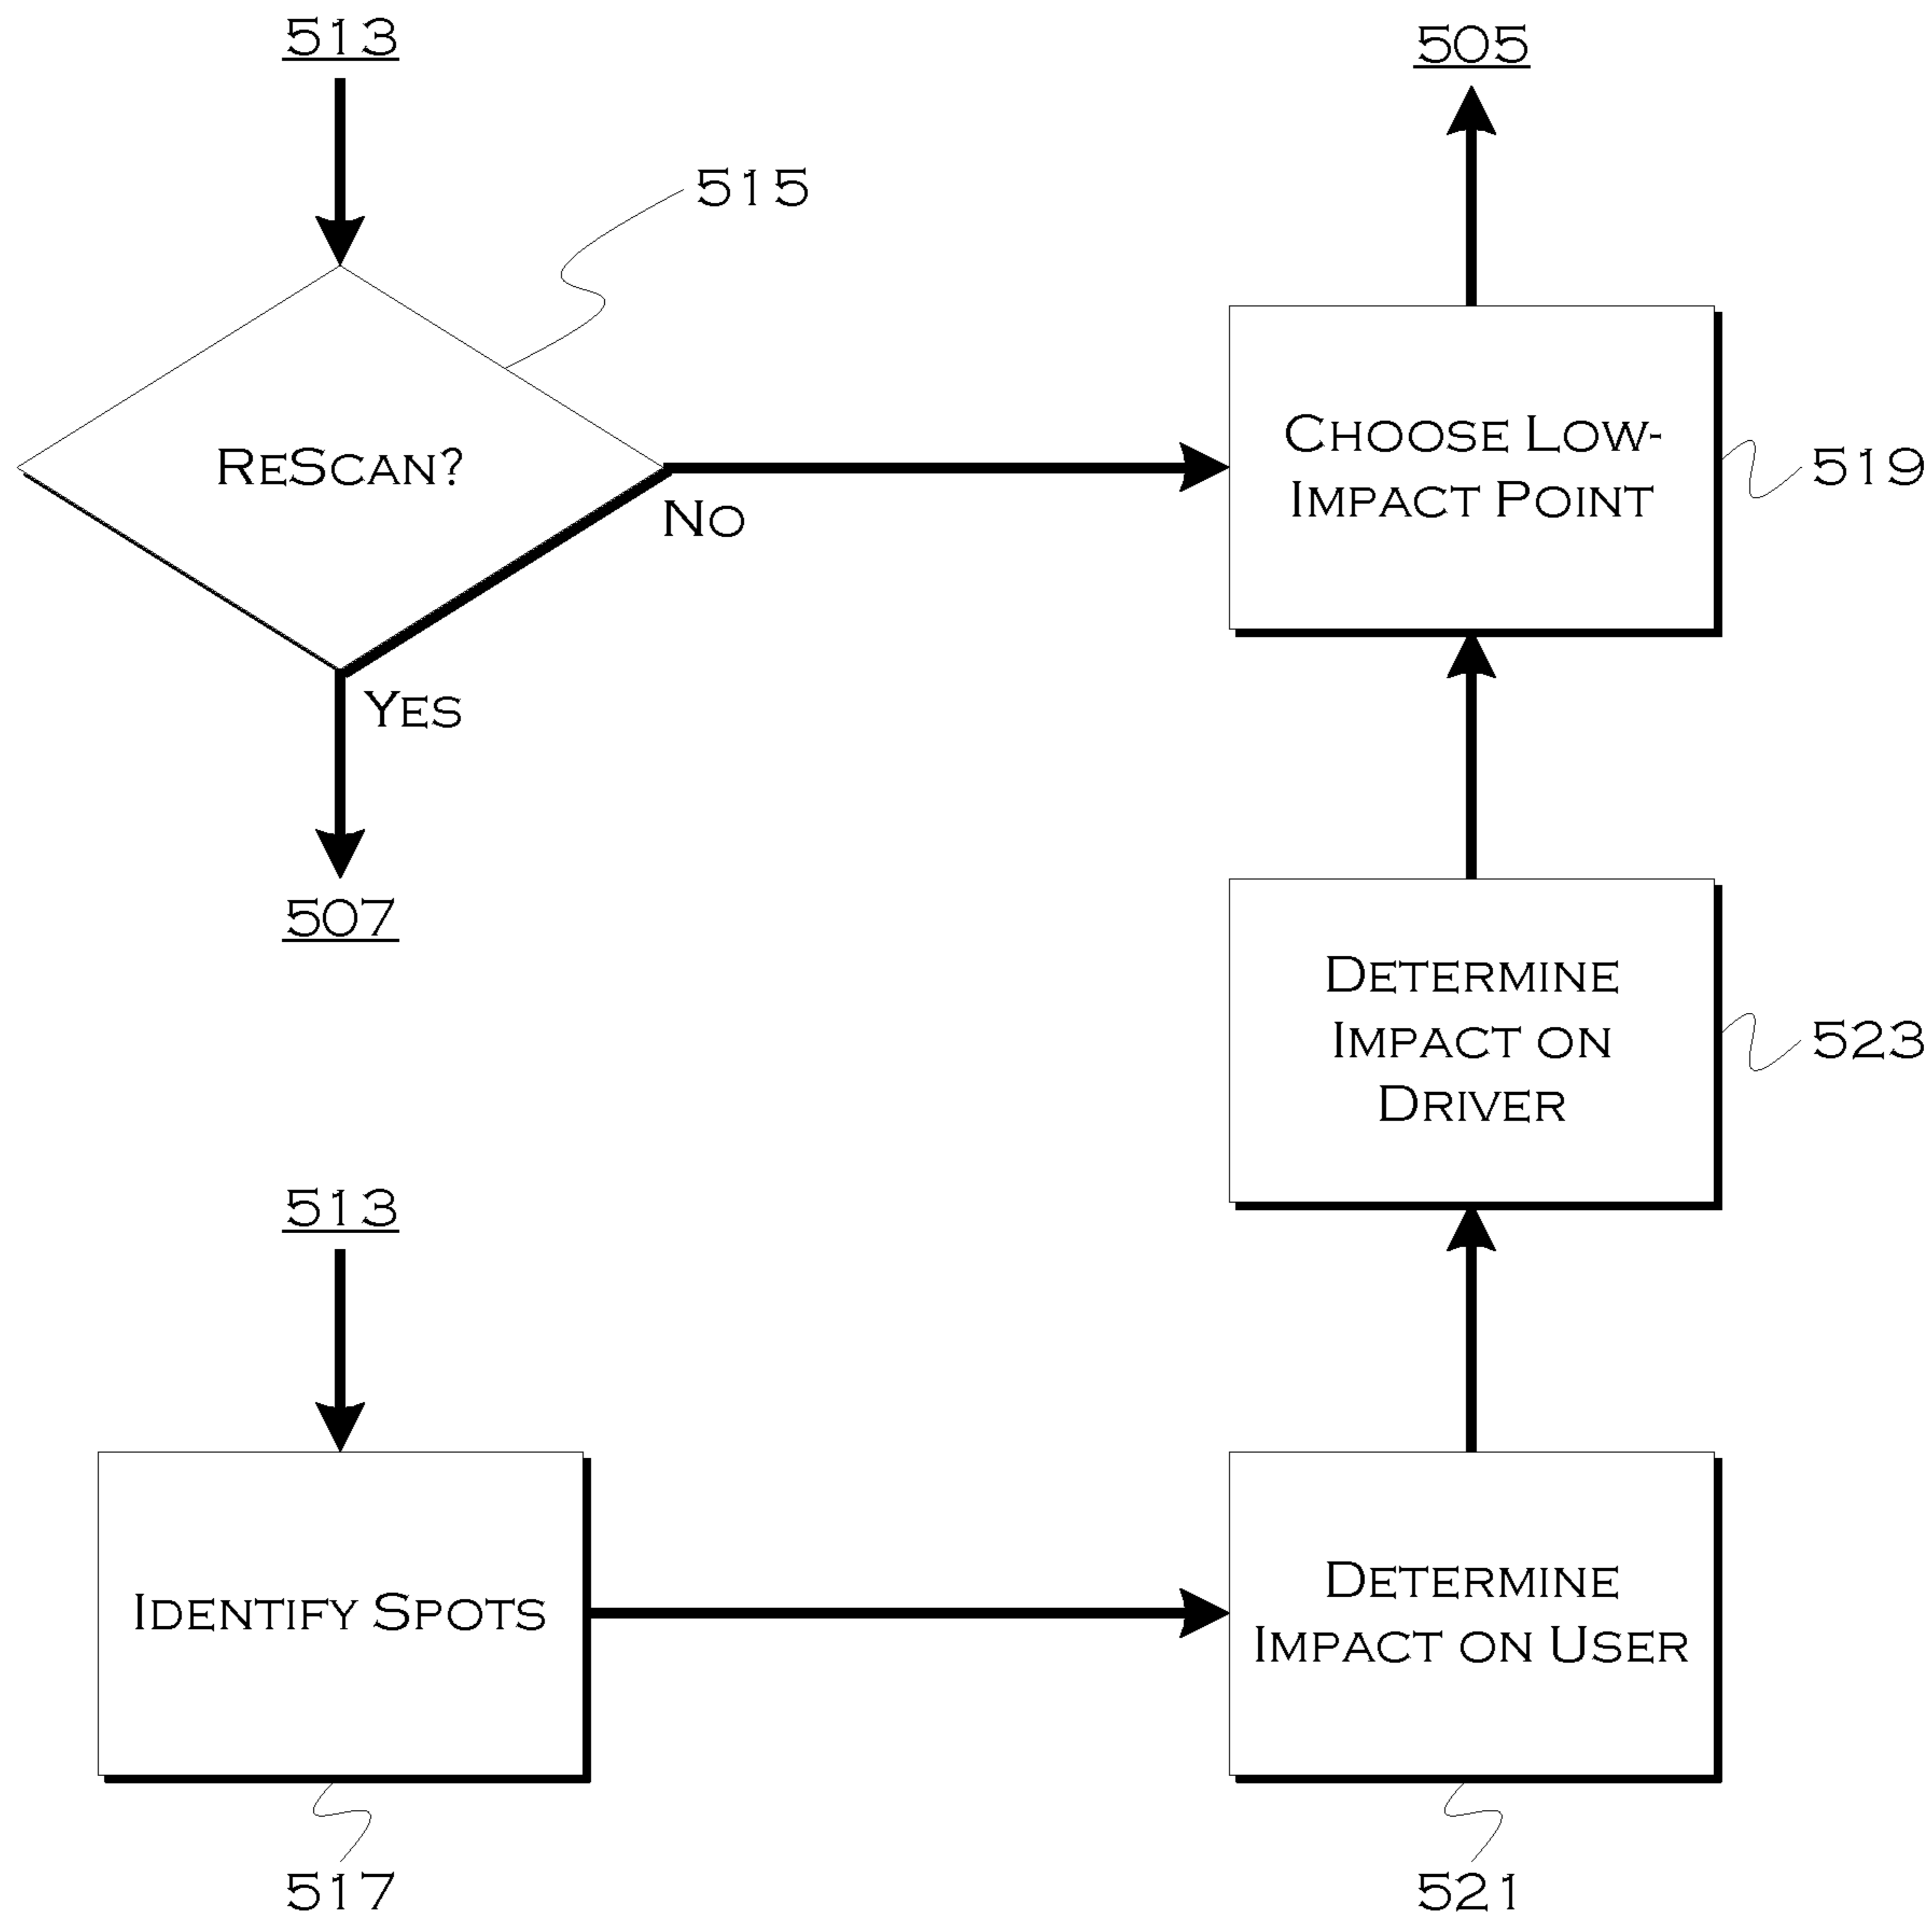 513
505
515
ReScan?
No
Yes
Choose Low-
Impact Point
519
507
Determine
Impact on
Driver
523
513
Identify Spots
Determine
Impact on User
517
521